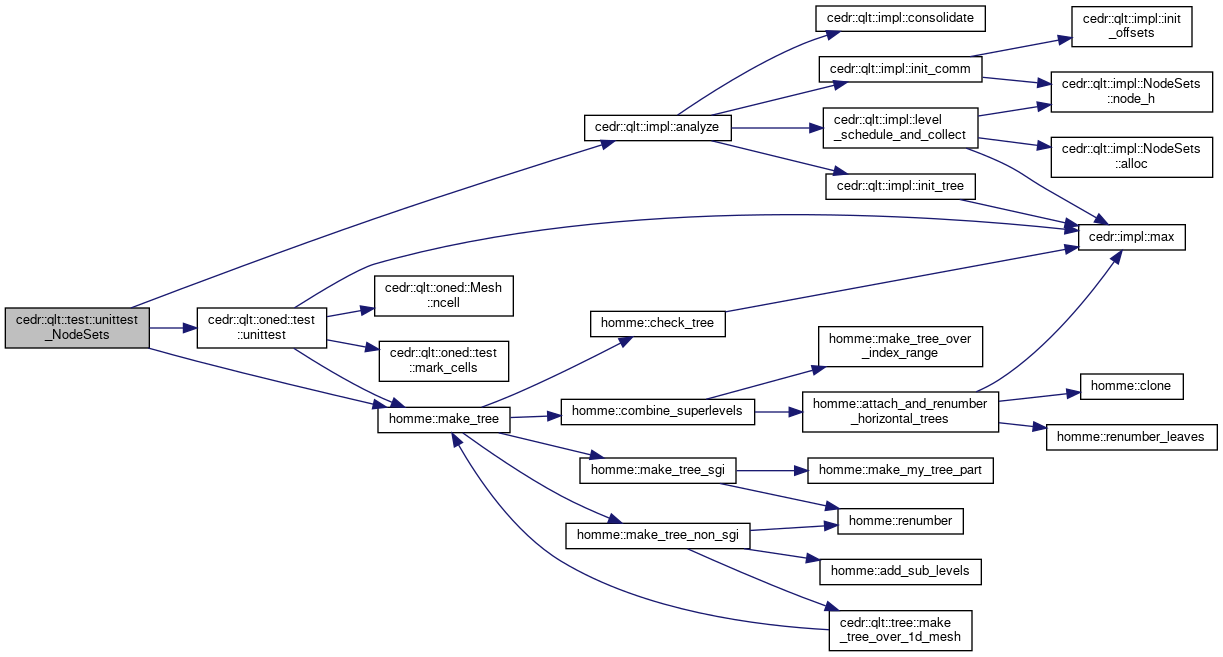 cedr::qlt::test::unittest
_NodeSets
cedr::qlt::impl::analyze
cedr::qlt::oned::test
::unittest
homme::make_tree
cedr::qlt::impl::consolidate
cedr::qlt::impl::init_comm
cedr::qlt::impl::level
_schedule_and_collect
cedr::qlt::impl::init_tree
cedr::qlt::impl::init
_offsets
cedr::qlt::impl::NodeSets
::node_h
cedr::qlt::impl::NodeSets
::alloc
cedr::impl::max
cedr::qlt::oned::Mesh
::ncell
cedr::qlt::oned::test
::mark_cells
homme::check_tree
homme::combine_superlevels
homme::make_tree_sgi
homme::make_tree_non_sgi
homme::make_tree_over
_index_range
homme::attach_and_renumber
_horizontal_trees
homme::clone
homme::renumber_leaves
homme::make_my_tree_part
homme::renumber
homme::add_sub_levels
cedr::qlt::tree::make
_tree_over_1d_mesh